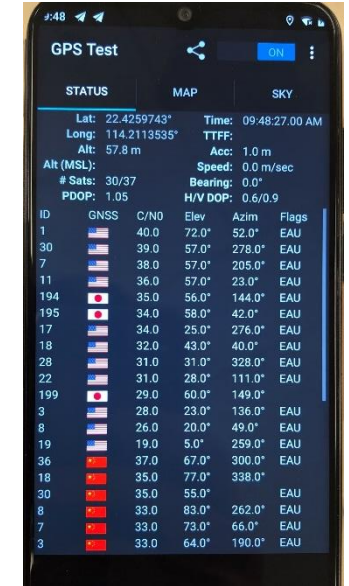 9:48
GPS Test ON
STATUS MAP SKY
Lat: 22.4259743° Time: 09:48:27.00 AM
Long: 114.2113535° TTFF:
Alt: 57.8 m Acc: 1.0 m
Alt (MSL): Speed: 0.0 m/sec
# Sats: 30/37 Bearing: 0.0°
PDOP: 1.05 H/V DOP: 0.6/0.9
ID GNSS C/N0 Elev Azim Flags
1 40.0 72.0° 52.0° EAU
30 39.0 57.0° 278.0° EAU
7 38.0 57.0° 205.0° EAU
11 36.0 57.0° 23.0° EAU
194 35.0 56.0° 144.0° EAU
195 34.0 58.0° 42.0° EAU
17 34.0 25.0° 276.0° EAU
18 32.0 43.0° 40.0° EAU
28 31.0 31.0° 328.0° EAU
22 31.0 28.0° 111.0° EAU
199 29.0 60.0° 149.0°
3 28.0 23.0° 136.0° EAU
8 26.0 20.0° 49.0° EAU
19 19.0 5.0° 259.0° EAU
36 37.0 67.0° 300.0° EAU
18 35.0 77.0° 338.0°
30 35.0 55.0° EAU
8 33.0 83.0° 262.0° EAU
7 33.0 73.0° 66.0° EAU
3 33.0 64.0° 190.0° EAU